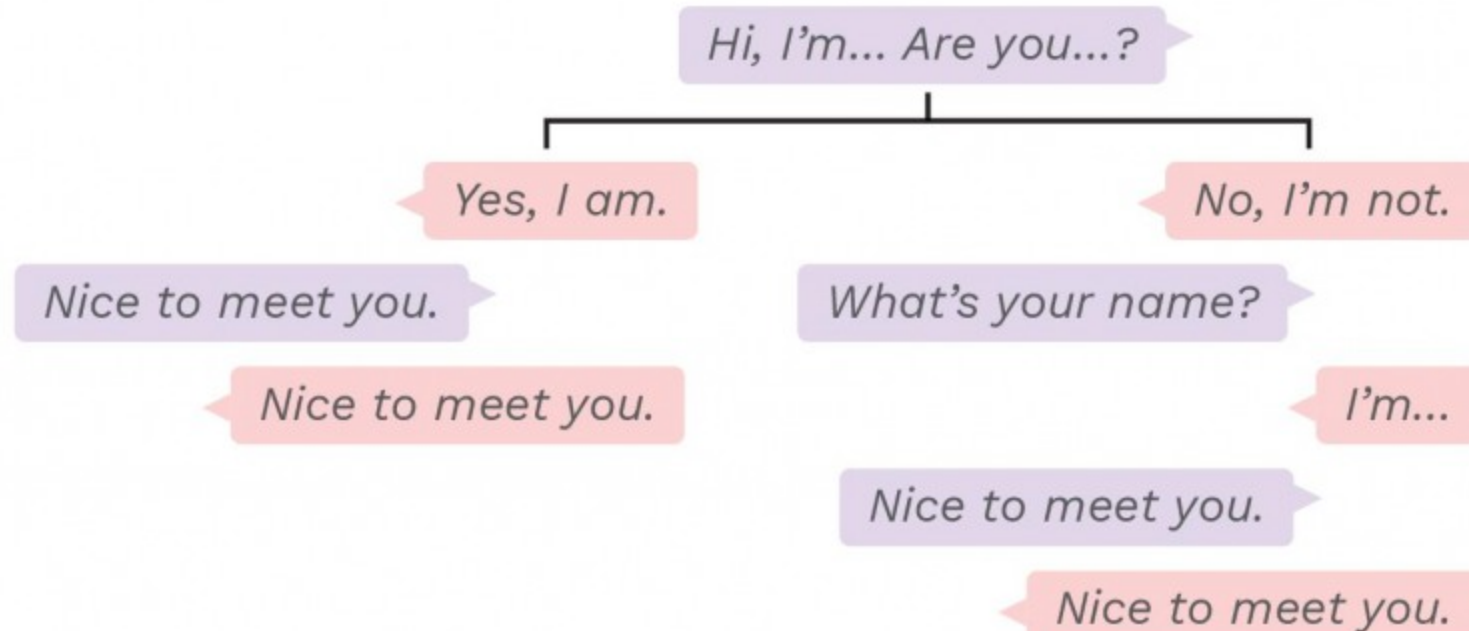 Hi, I'm... Are you...?
Yes, I am.
Nice to meet you.
Nice to meet you.
No, I'm not.
What's your name?
I'm...
Nice to meet you.
Nice to meet you.